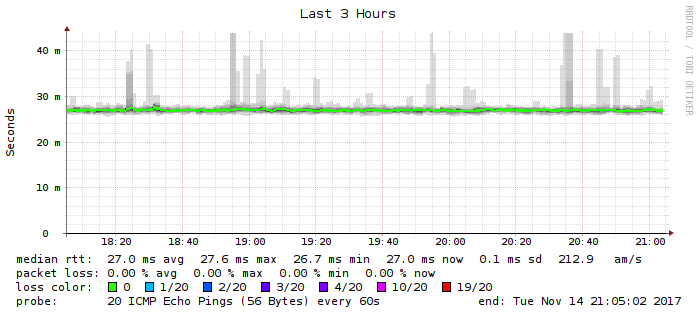 Last 3 Hours
RRDTOOL / TOBI OETIKER
Seconds
40 m
30 m
20 m
10 m
0
18:20 18:40 19:00 19:20 19:40 20:00 20:20 20:40 21:00
median rtt: 27.0 ms avg 27.6 ms max 26.7 ms min 27.0 ms now 0.1 ms sd 212.9 am/s
packet loss: 0.00 % avg 0.00 % max 0.00 % min 0.00 % now
loss color: 0 1/20 2/20 3/20 4/20 10/20 19/20
probe: 20 ICMP Echo Pings (56 Bytes) every 60s end: Tue Nov 14 21:05:02 2017